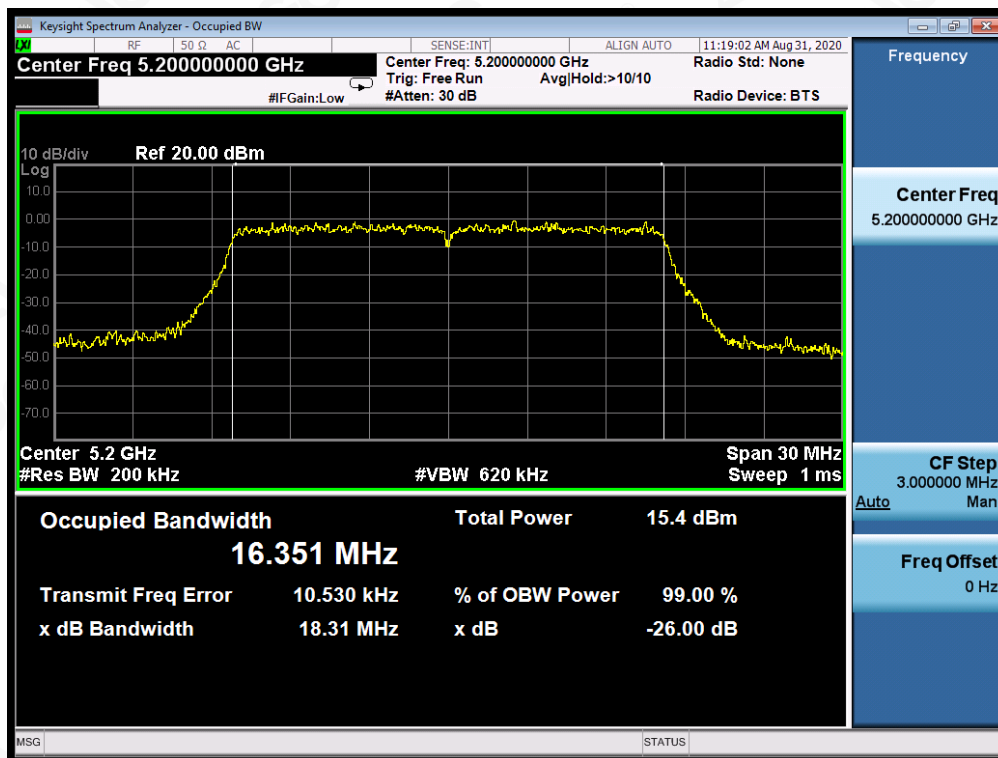 Keysight Spectrum Analyzer - Occupied BW
LXI RF 50 Ω AC SENSE:INT ALIGN AUTO 11:19:02 AM Aug 31, 2020
Center Freq 5.200000000 GHz Center Freq: 5.200000000 GHz Radio Std: None
Trig: Free Run Avg|Hold:>10/10
#IFGain:Low #Atten: 30 dB Radio Device: BTS
10 dB/div Ref 20.00 dBm
Log
10.0
0.00
-10.0
-20.0
-30.0
-40.0
-50.0
-60.0
-70.0
Center 5.2 GHz Span 30 MHz
#Res BW 200 kHz #VBW 620 kHz Sweep 1 ms
Occupied Bandwidth Total Power 15.4 dBm
16.351 MHz
Transmit Freq Error 10.530 kHz % of OBW Power 99.00 %
x dB Bandwidth 18.31 MHz x dB -26.00 dB
MSG STATUS
Frequency
Center Freq
5.200000000 GHz
CF Step
3.000000 MHz
Auto Man
Freq Offset
0 Hz